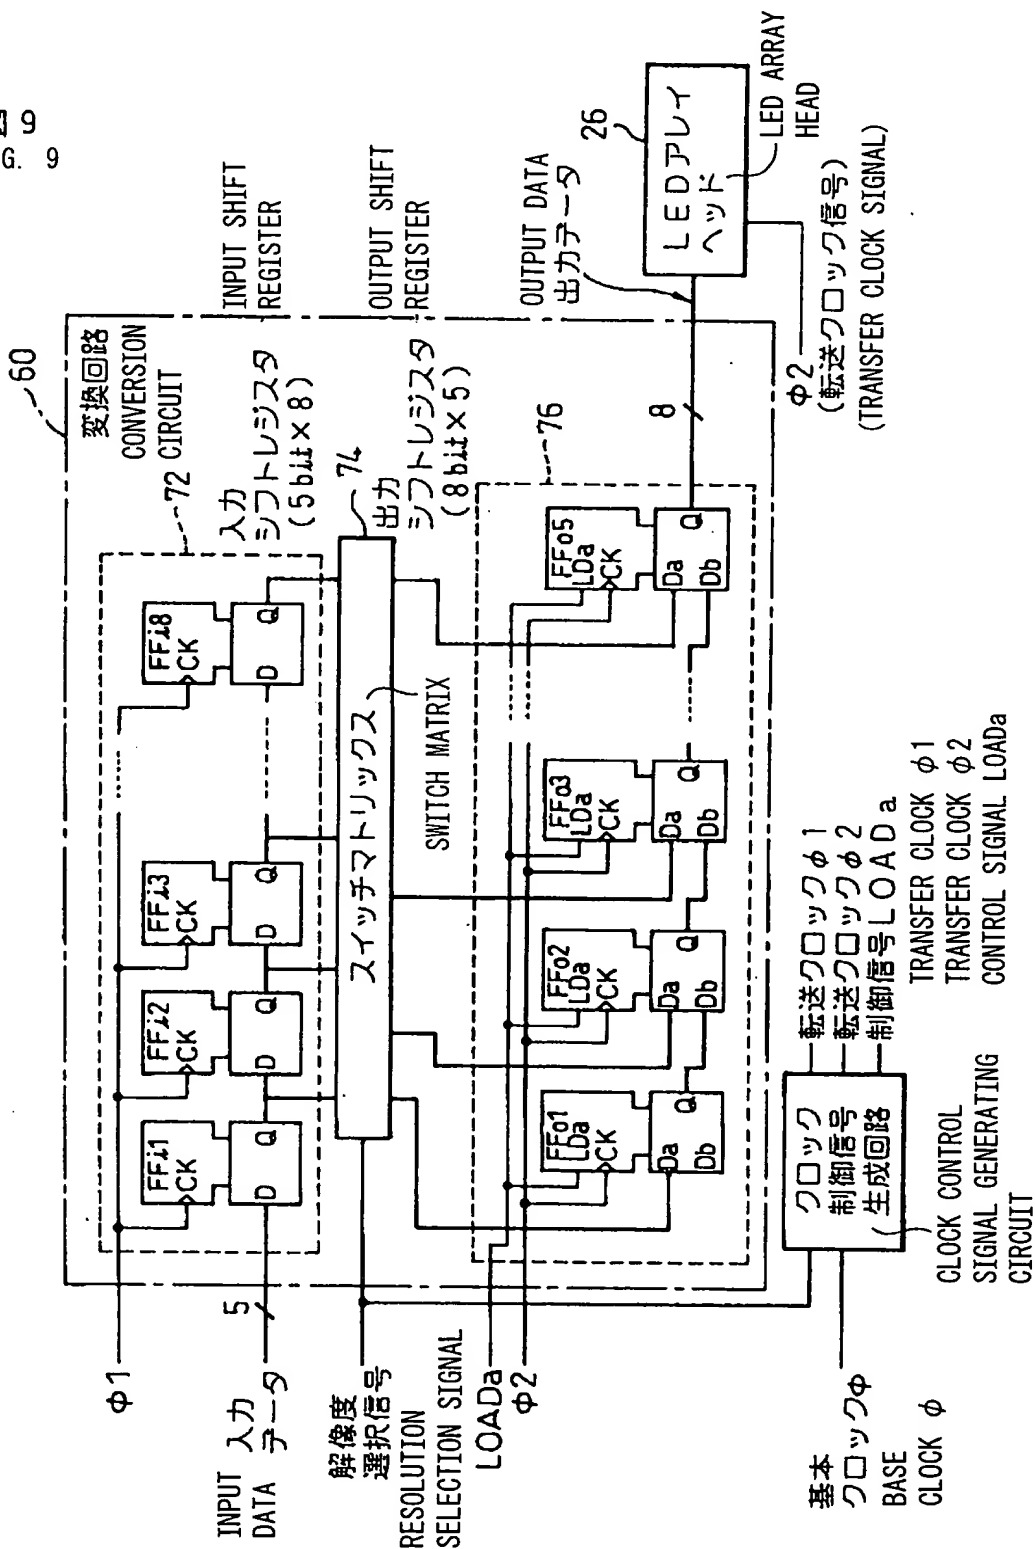 図 9
G. 9
60
変換回路
CONVERSION
CIRCUIT
72
入力
シフトレジスタ
(5bit×8)
INPUT SHIFT
REGISTER
74
出力
シフトレジスタ
(8bit×5)
OUTPUT SHIFT
REGISTER
76
FFi1
CK
D
Q
FFi2
CK
D
Q
FFi3
CK
D
Q
FFi8
CK
D
Q
スイッチマトリックス
SWITCH MATRIX
FFo1
LDa
CK
Da
Db
Q
FFo2
LDa
CK
Da
Db
Q
FFo3
LDa
CK
Da
Db
Q
FFo5
LDa
CK
Da
Db
Q
8
OUTPUT DATA
出力データ
26
LEDアレイ
ヘッド
LED ARRAY
HEAD
φ2
(転送クロック信号)
(TRANSFER CLOCK SIGNAL)
φ1
5
入力
データ
INPUT
DATA
解像度
選択信号
RESOLUTION
SELECTION SIGNAL
LOADa
φ2
基本
クロックφ
BASE
CLOCK φ
クロック
制御信号
生成回路
CLOCK CONTROL
SIGNAL GENERATING
CIRCUIT
転送クロックφ1
転送クロックφ2
制御信号LOADa
TRANSFER CLOCK φ1
TRANSFER CLOCK φ2
CONTROL SIGNAL LOADa